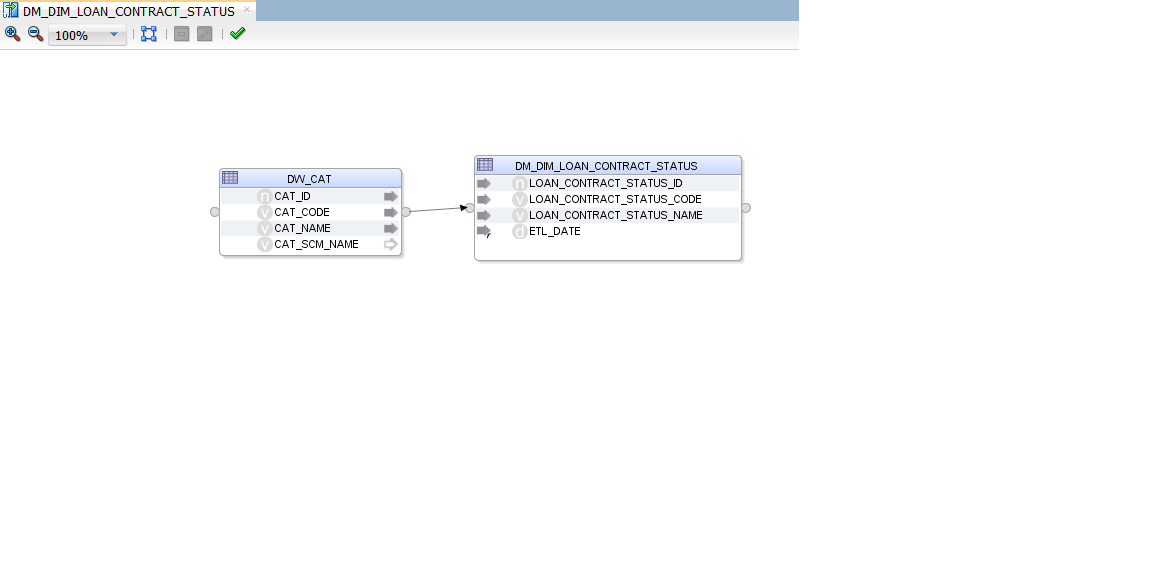 DM_DIM_LOAN_CONTRACT_STATUS
100%
DW_CAT
CAT_ID
CAT_CODE
CAT_NAME
CAT_SCM_NAME
DM_DIM_LOAN_CONTRACT_STATUS
LOAN_CONTRACT_STATUS_ID
LOAN_CONTRACT_STATUS_CODE
LOAN_CONTRACT_STATUS_NAME
ETL_DATE